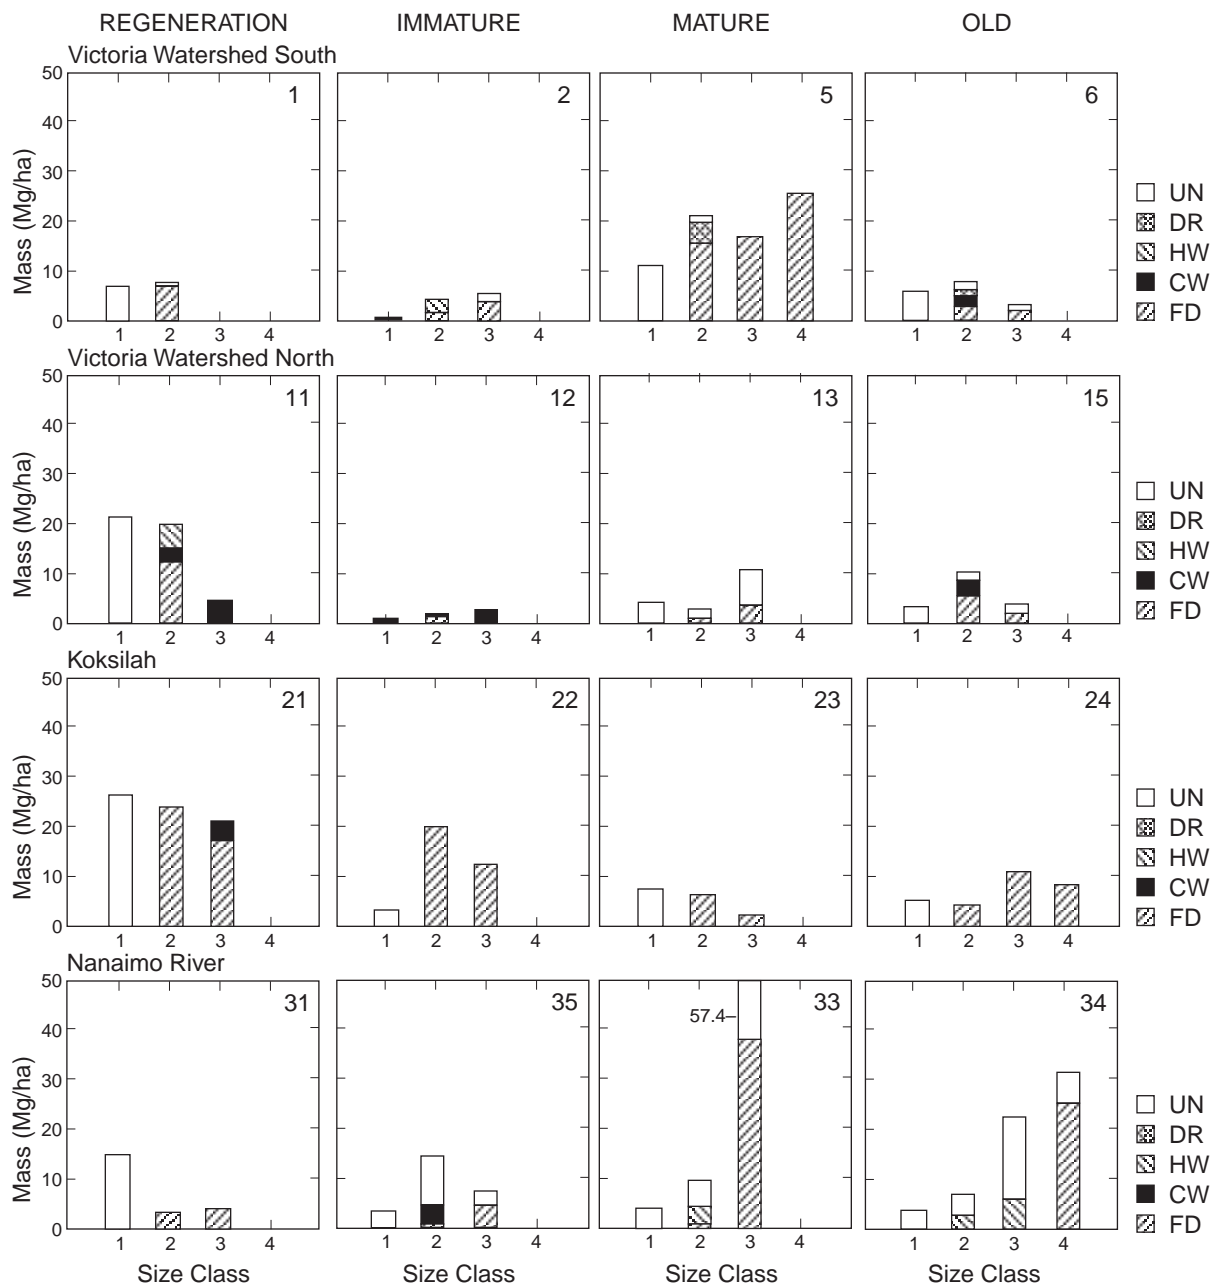 REGENERATION IMMATURE MATURE OLD
Victoria Watershed South
50 1 2 5 6
40
30
20
10
0
Mass (Mg/ha)
1 2 3 4 1 2 3 4 1 2 3 4 1 2 3 4
UN
DR
HW
CW
FD
Victoria Watershed North
50 11 12 13 15
40
30
20
10
0
Mass (Mg/ha)
1 2 3 4 1 2 3 4 1 2 3 4 1 2 3 4
UN
DR
HW
CW
FD
Koksilah
50 21 22 23 24
40
30
20
10
0
Mass (Mg/ha)
1 2 3 4 1 2 3 4 1 2 3 4 1 2 3 4
UN
DR
HW
CW
FD
Nanaimo River
50 31 35 33 34
57.4
40
30
20
10
0
Mass (Mg/ha)
1 2 3 4 1 2 3 4 1 2 3 4 1 2 3 4
UN
DR
HW
CW
FD
Size Class Size Class Size Class Size Class